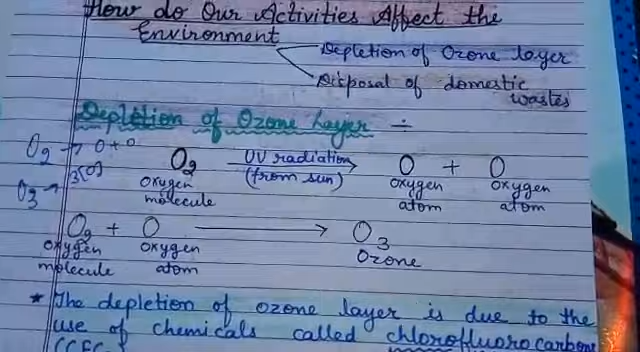 How do Our Activities Affect the
Environment
Depletion of Ozone layer
Disposal of domestic
wastes
Depletion of Ozone Layer ÷
O2 → O + O
O2 UV radiation (from sun) → O + O
oxygen molecule oxygen atom oxygen atom
O3 → 3(O)
O2 + O → O3
oxygen molecule oxygen atom Ozone
* The depletion of ozone layer is due to the
use of chemicals called chlorofluorocarbons
(CFCs